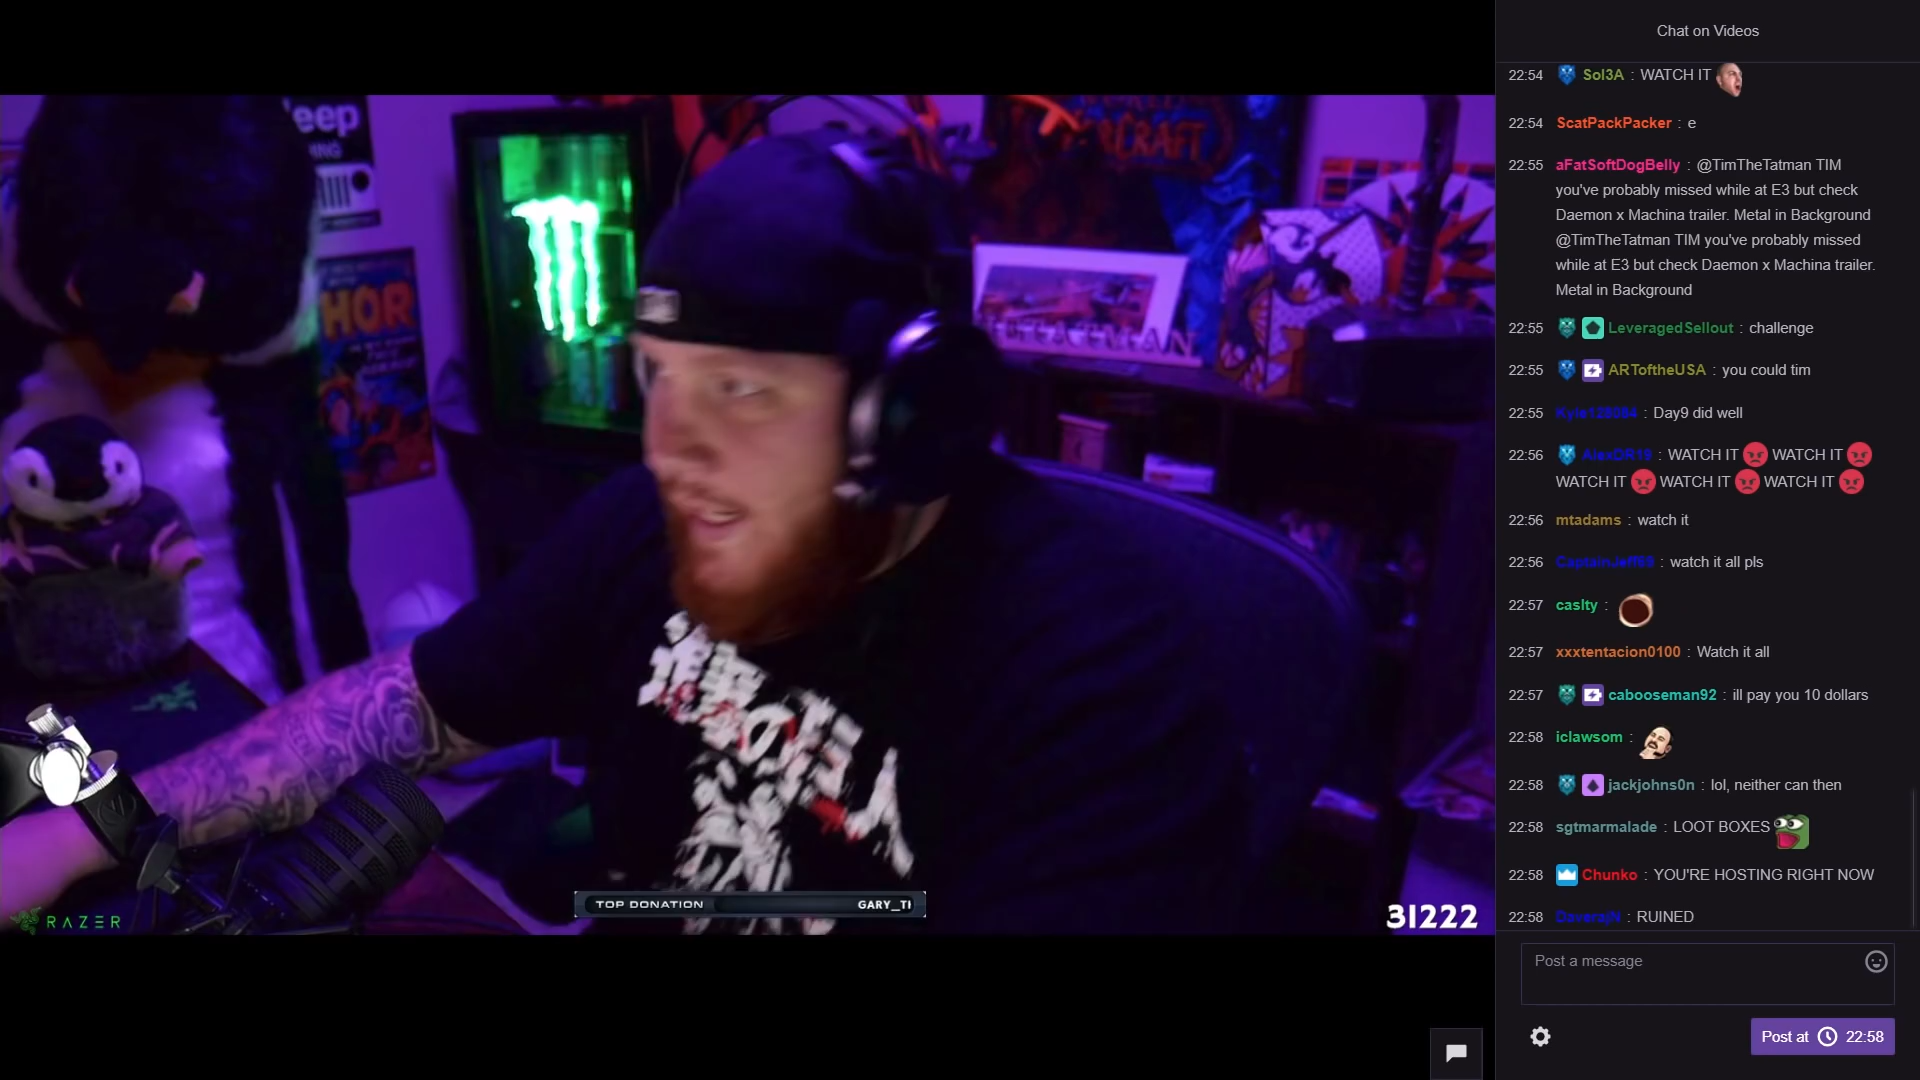 Chat on Videos
22:54 Sol3A : WATCH IT
22:54 ScatPackPacker : e
22:55 aFatSoftDogBelly : @TimTheTatman TIM
you've probably missed while at E3 but check
Daemon x Machina trailer. Metal in Background
@TimTheTatman TIM you've probably missed
while at E3 but check Daemon x Machina trailer.
Metal in Background
22:55 LeveragedSellout : challenge
22:55 ARToftheUSA : you could tim
22:55 : Day9 did well
22:56 AlexDR19 : WATCH IT WATCH IT
WATCH IT WATCH IT WATCH IT
22:56 mtadams : watch it
22:56 : watch it all pls
22:57 caslty :
22:57 xxxtentacion0100 : Watch it all
22:57 cabooseman92 : ill pay you 10 dollars
22:58 iclawsom :
22:58 jackjohns0n : lol, neither can then
22:58 sgtmarmalade : LOOT BOXES
22:58 Chunko : YOU'RE HOSTING RIGHT NOW
22:58 : RUINED
Post a message
Post at 22:58
eep
HOR
CRAFT
TATMAN
TOP DONATION GARY_TH
RAZER
31222